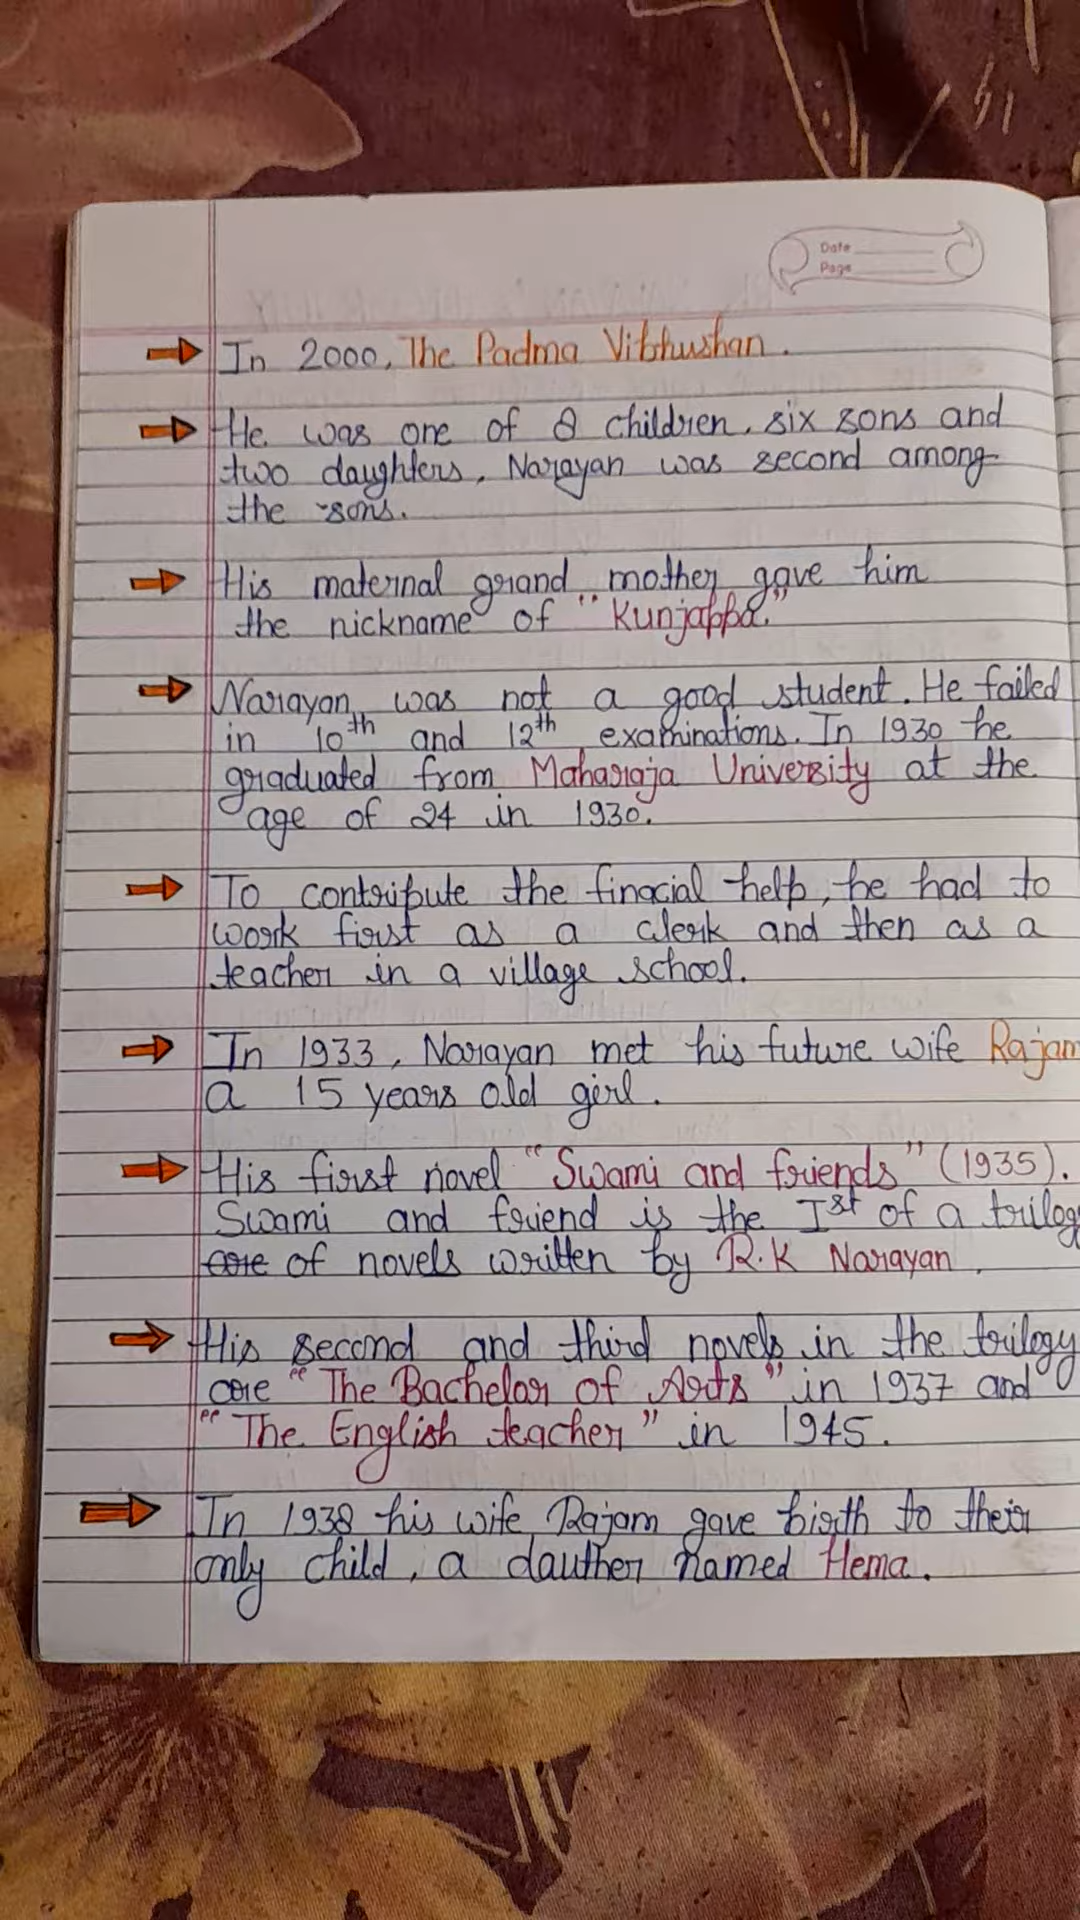 Date
Page
In 2000, The Padma Vibhushan.
He was one of 8 children, six sons and
two daughters, Narayan was second among
the sons.
His maternal grand mother gave him
the nickname of "Kunjappa."
Narayan was not a good student. He failed
in 10th and 12th examinations. In 1930 he
graduated from Maharaja University at the
age of 24 in 1930.
To contribute the finacial help, he had to
work first as a clerk and then as a
teacher in a village school.
In 1933, Narayan met his future wife Rajam
a 15 years old girl.
His first novel "Swami and friends" (1935).
Swami and friend is the Ist of a trilog
of novels written by R.K Narayan.
His second and third novels in the trilogy
are "The Bachelor of Arts" in 1937 and
"The English teacher" in 1945.
In 1938 his wife Rajam gave birth to their
only child, a dauther named Hema.